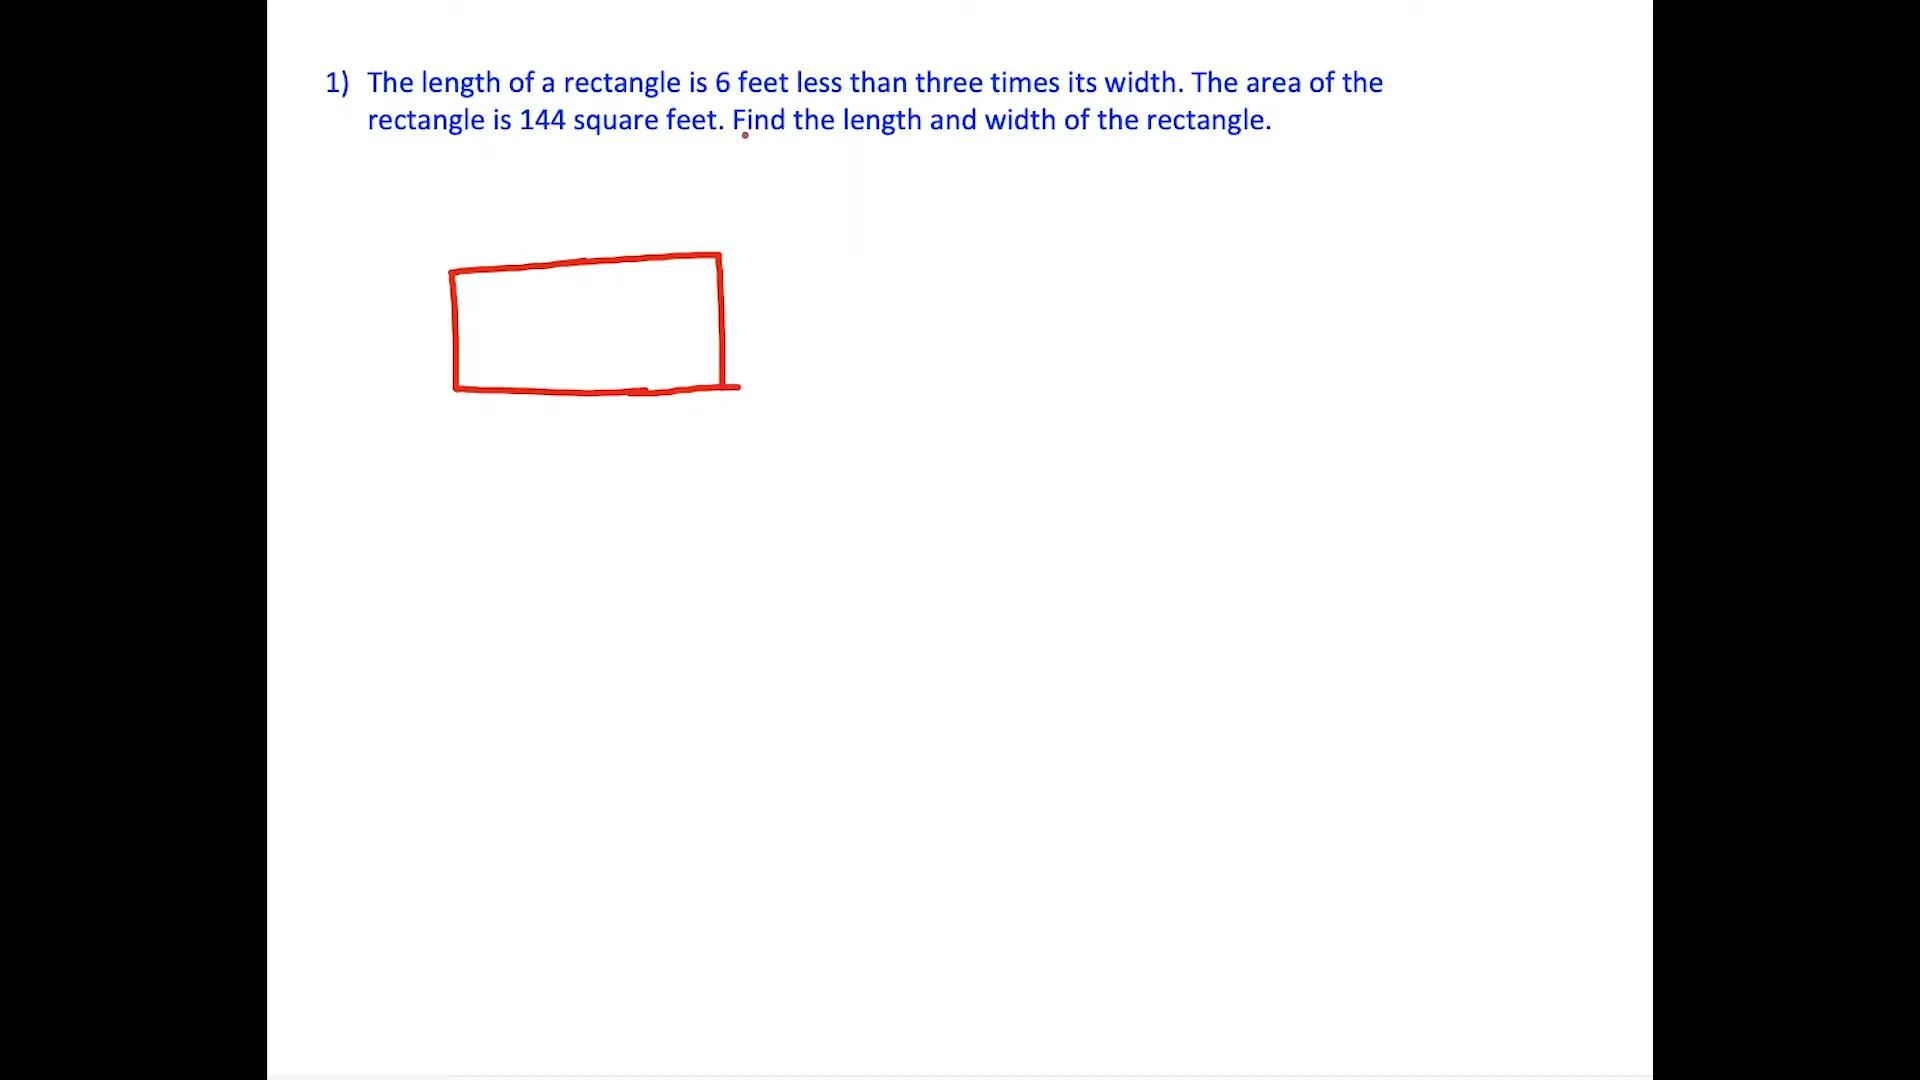 1) The length of a rectangle is 6 feet less than three times its width. The area of the
rectangle is 144 square feet. Find the length and width of the rectangle.